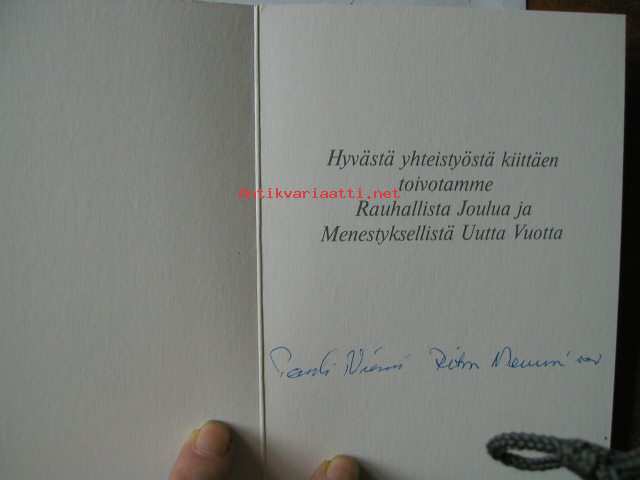 Hyvästä yhteistyöstä kiittäen
toivotamme
Antikvariaatti.net
Rauhallista Joulua ja
Menestyksellistä Uutta Vuotta